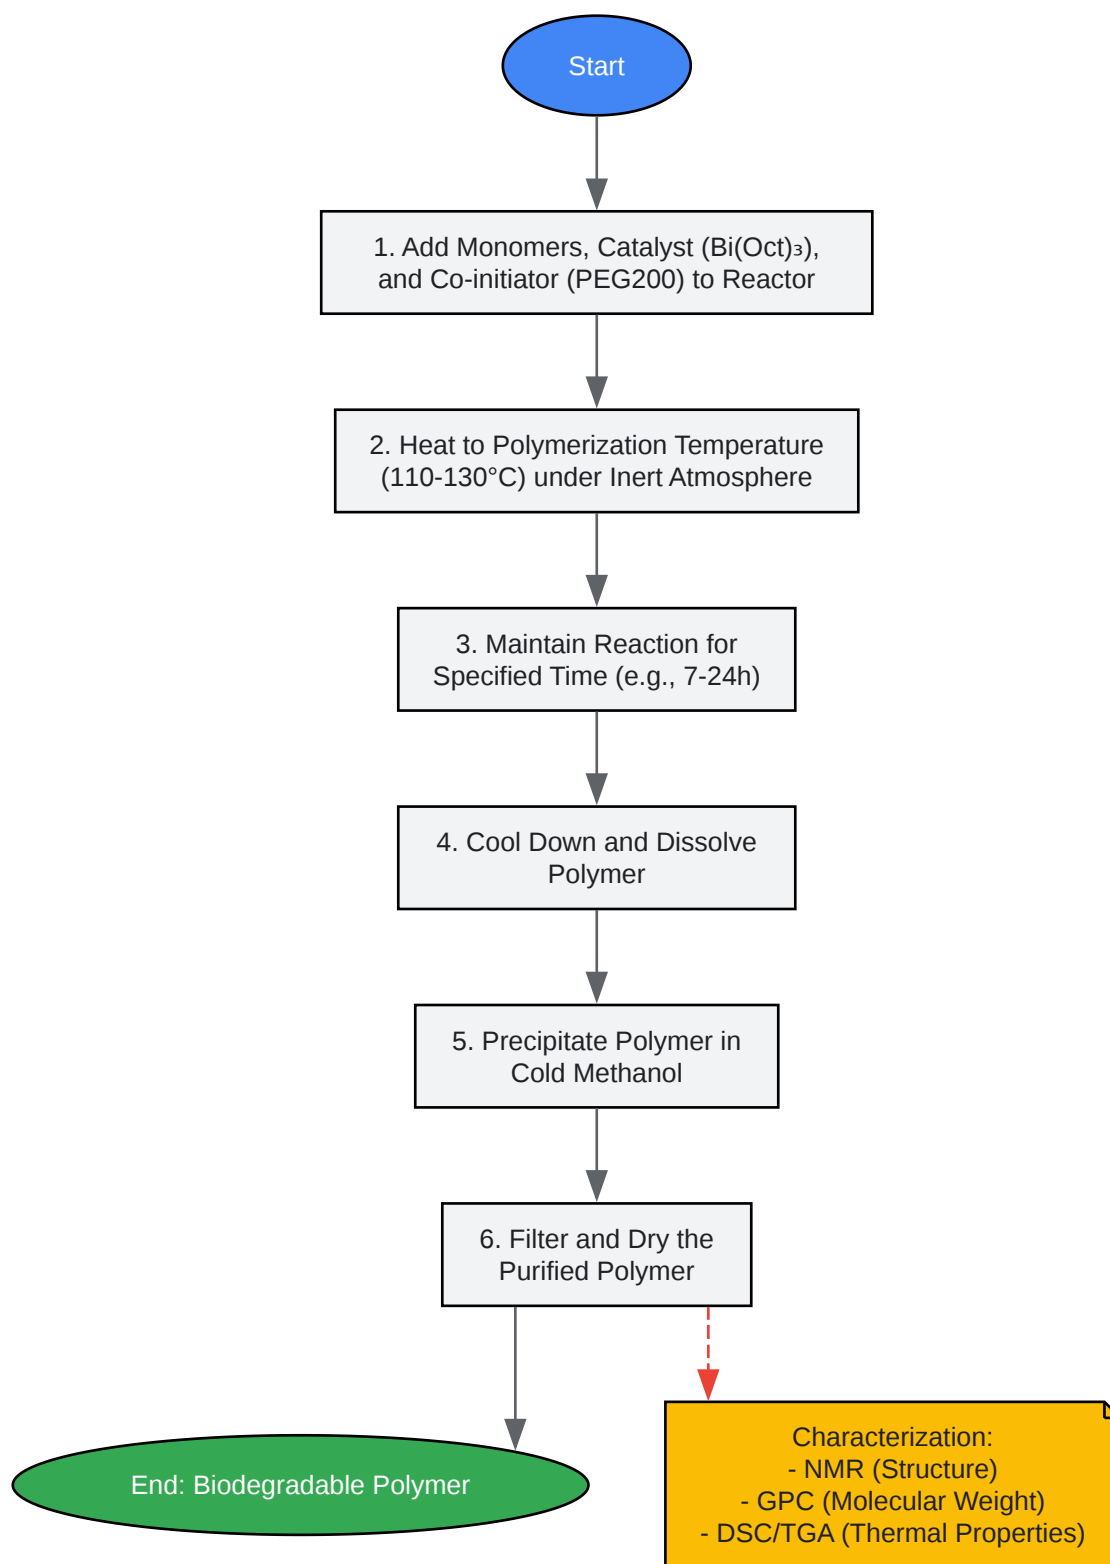 Start
1. Add Monomers, Catalyst (Bi(Oct)₃),
and Co-initiator (PEG200) to Reactor
2. Heat to Polymerization Temperature
(110-130°C) under Inert Atmosphere
3. Maintain Reaction for
Specified Time (e.g., 7-24h)
4. Cool Down and Dissolve
Polymer
5. Precipitate Polymer in
Cold Methanol
6. Filter and Dry the
Purified Polymer
End: Biodegradable Polymer
Characterization:
- NMR (Structure)
- GPC (Molecular Weight)
- DSC/TGA (Thermal Properties)